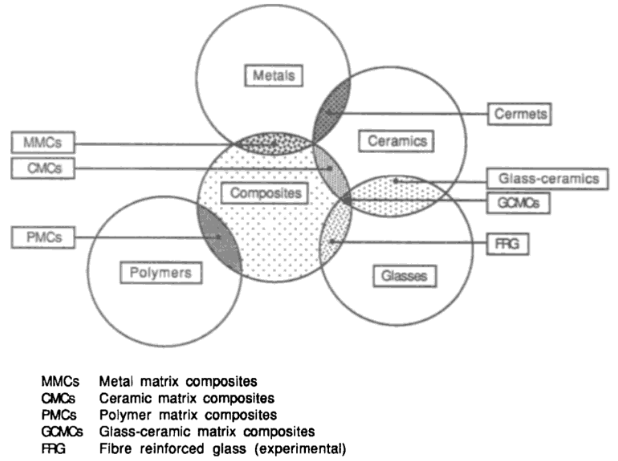 Metals
Cermets
MMCs
Ceramics
CMCs
Glass-ceramics
Composites
GCMCs
PMCs
FRG
Polymers
Glasses
MMCs Metal matrix composites
CMCs Ceramic matrix composites
PMCs Polymer matrix composites
GCMCs Glass-ceramic matrix composites
FRG Fibre reinforced glass (experimental)